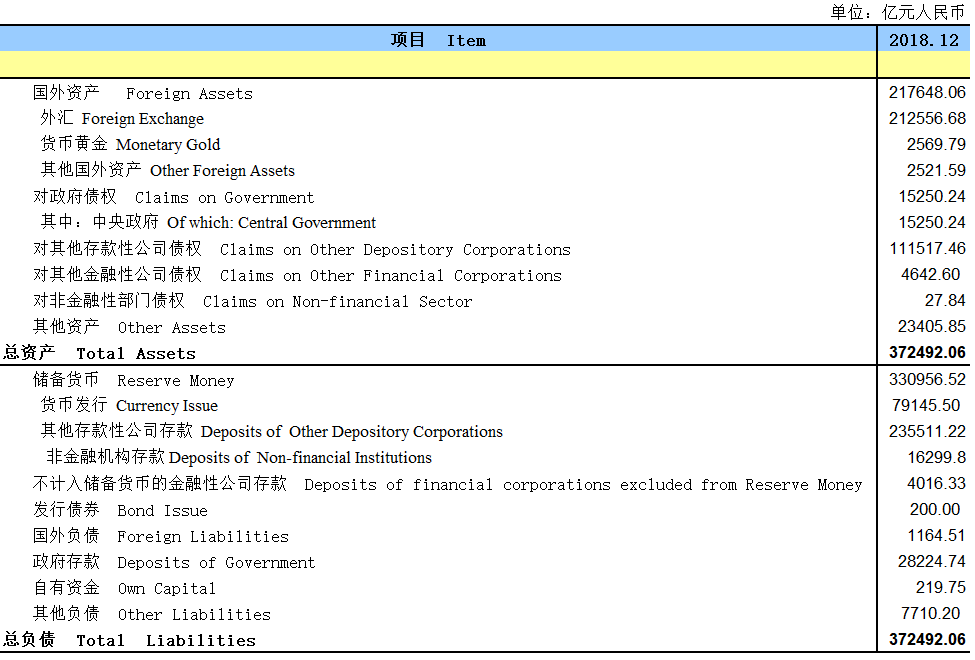 单位：亿元人民币
项目 Item 2018.12
国外资产 Foreign Assets 217648.06
外汇 Foreign Exchange 212556.68
货币黄金 Monetary Gold 2569.79
其他国外资产 Other Foreign Assets 2521.59
对政府债权 Claims on Government 15250.24
其中：中央政府 Of which: Central Government 15250.24
对其他存款性公司债权 Claims on Other Depository Corporations 111517.46
对其他金融性公司债权 Claims on Other Financial Corporations 4642.60
对非金融性部门债权 Claims on Non-financial Sector 27.84
其他资产 Other Assets 23405.85
总资产 Total Assets 372492.06
储备货币 Reserve Money 330956.52
货币发行 Currency Issue 79145.50
其他存款性公司存款 Deposits of Other Depository Corporations 235511.22
非金融机构存款 Deposits of Non-financial Institutions 16299.8
不计入储备货币的金融性公司存款 Deposits of financial corporations excluded from Reserve Money 4016.33
发行债券 Bond Issue 200.00
国外负债 Foreign Liabilities 1164.51
政府存款 Deposits of Government 28224.74
自有资金 Own Capital 219.75
其他负债 Other Liabilities 7710.20
总负债 Total Liabilities 372492.06